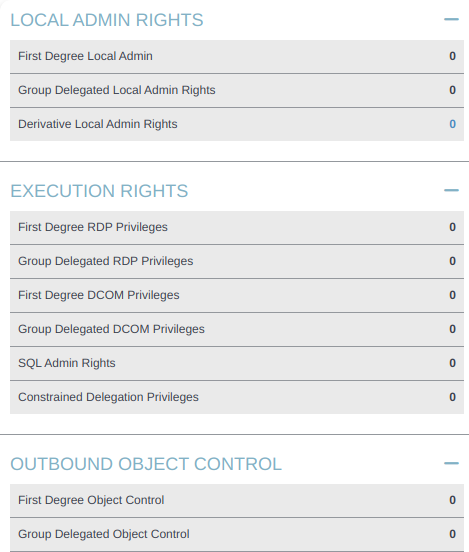 LOCAL ADMIN RIGHTS
First Degree Local Admin 0
Group Delegated Local Admin Rights 0
Derivative Local Admin Rights 0
EXECUTION RIGHTS
First Degree RDP Privileges 0
Group Delegated RDP Privileges 0
First Degree DCOM Privileges 0
Group Delegated DCOM Privileges 0
SQL Admin Rights 0
Constrained Delegation Privileges 0
OUTBOUND OBJECT CONTROL
First Degree Object Control 0
Group Delegated Object Control 0